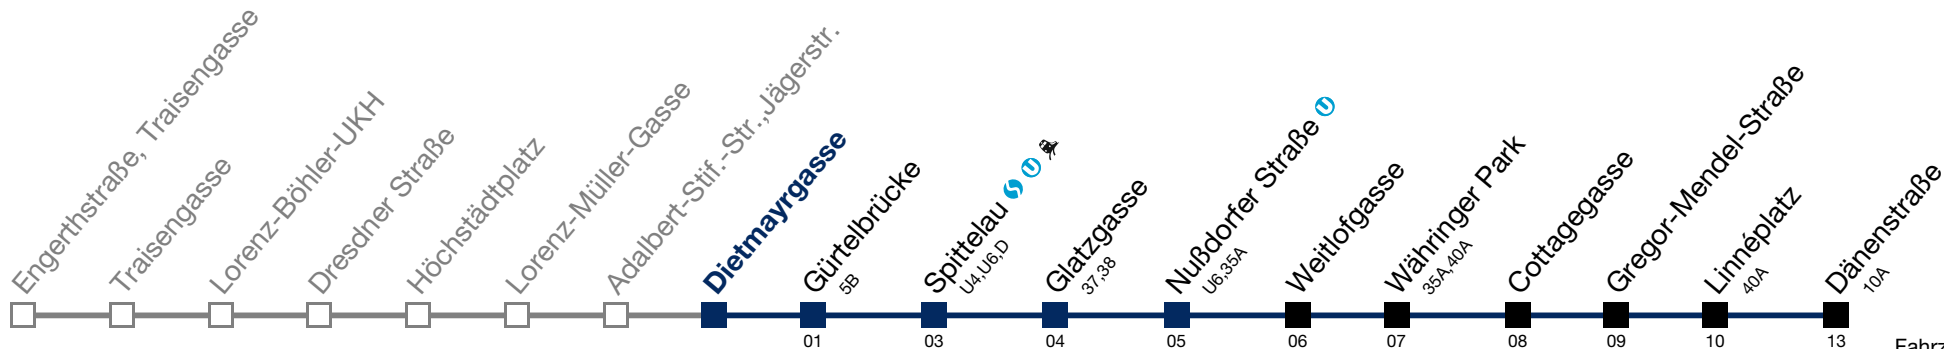 Engerthstraße, Traisengasse
Traisengasse
Lorenz-Böhler-UKH
Dresdner Straße
Höchstädtplatz
Lorenz-Müller-Gasse
Adalbert-Stif.-Str.,Jägerstr.
Dietmayrgasse
Gürtelbrücke
5B
Spittelau S U
U4,U6,D
Glatzgasse
37,38
Nußdorfer Straße U
U6,35A
Weitlofgasse
Währinger Park
35A,40A
Cottagegasse
Gregor-Mendel-Straße
Linnéplatz
40A
Dänenstraße
10A
01 03 04 05 06 07 08 09 10 13